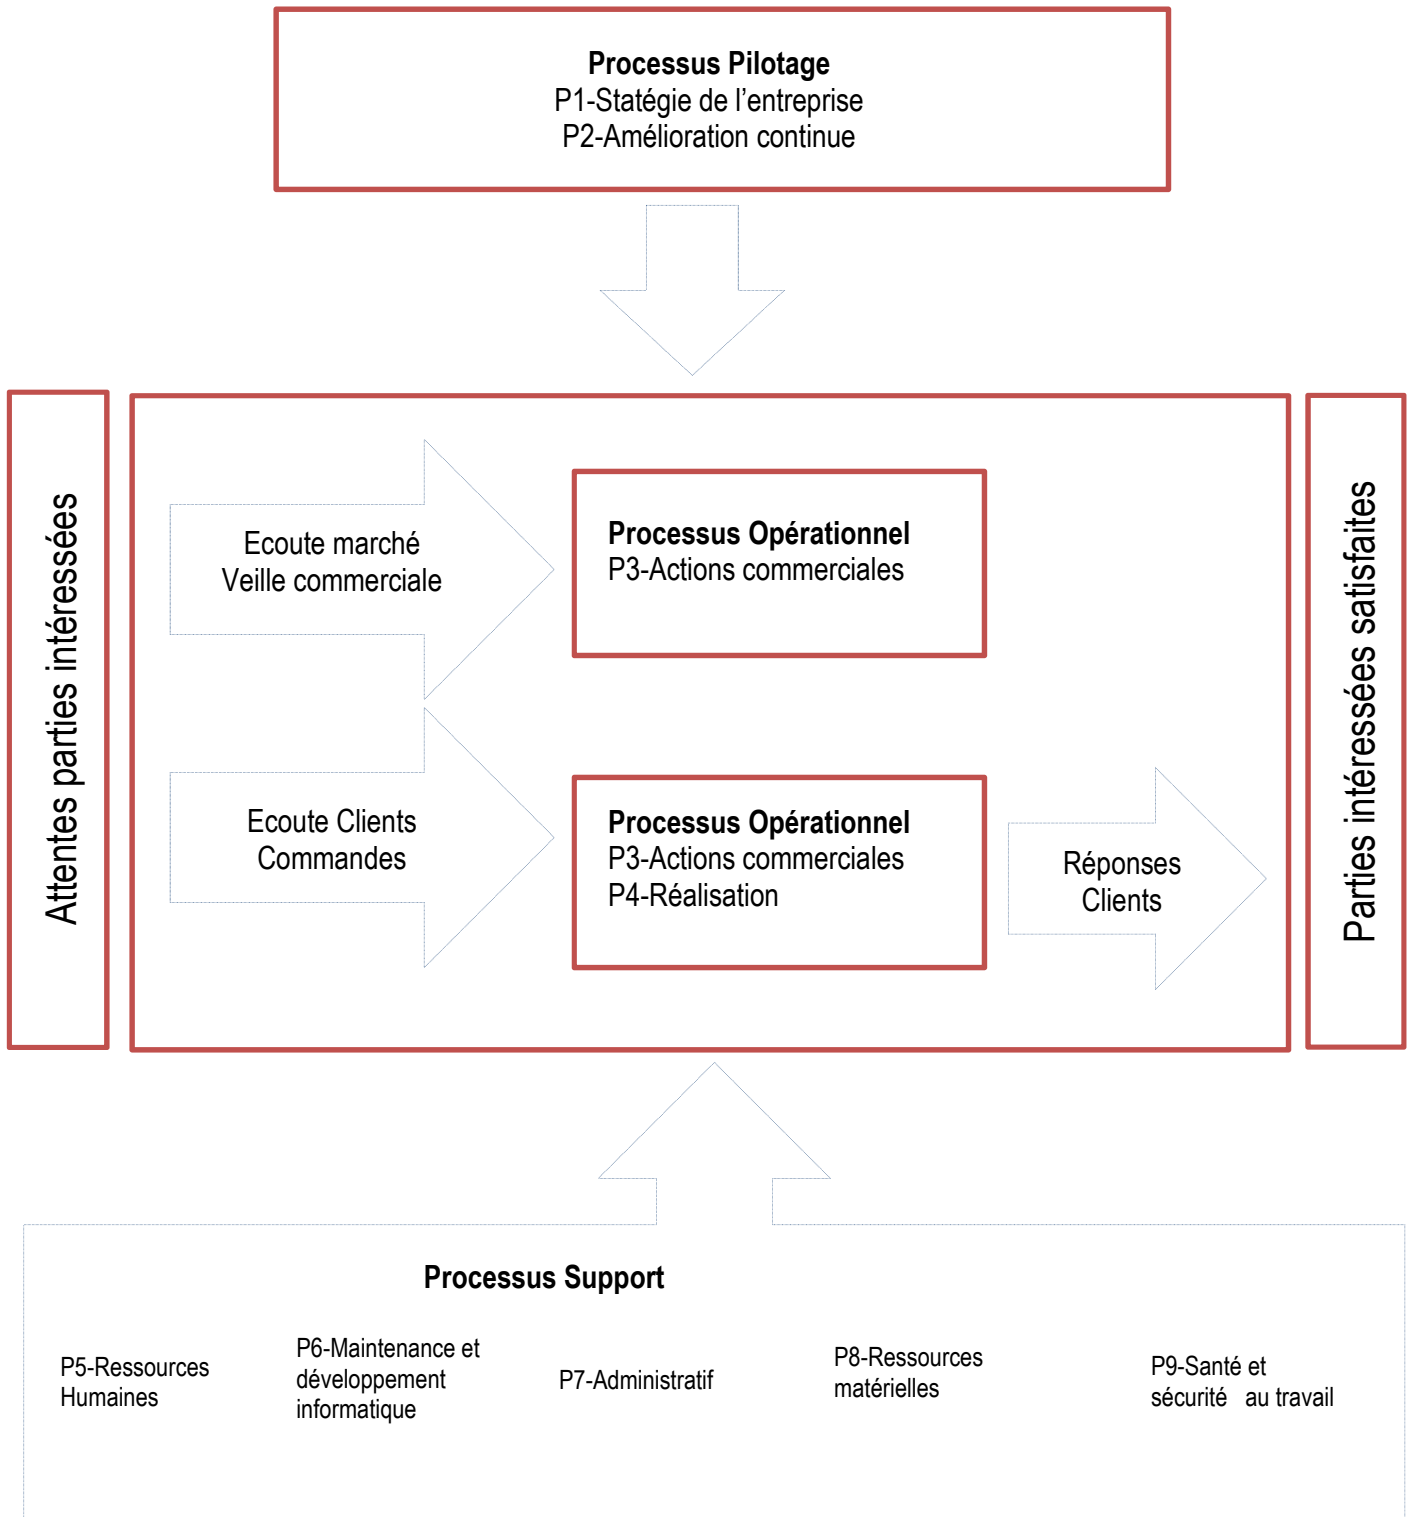 Processus Pilotage
P1-Statégie de l’entreprise
P2-Amélioration continue
Attentes parties intéressées
Ecoute marché
Veille commerciale
Processus Opérationnel
P3-Actions commerciales
Ecoute Clients
Commandes
Processus Opérationnel
P3-Actions commerciales
P4-Réalisation
Réponses
Clients
Parties intéressées satisfaites
Processus Support
P5-Ressources
Humaines
P6-Maintenance et
développement
informatique
P7-Administratif
P8-Ressources
matérielles
P9-Santé et
sécurité au travail